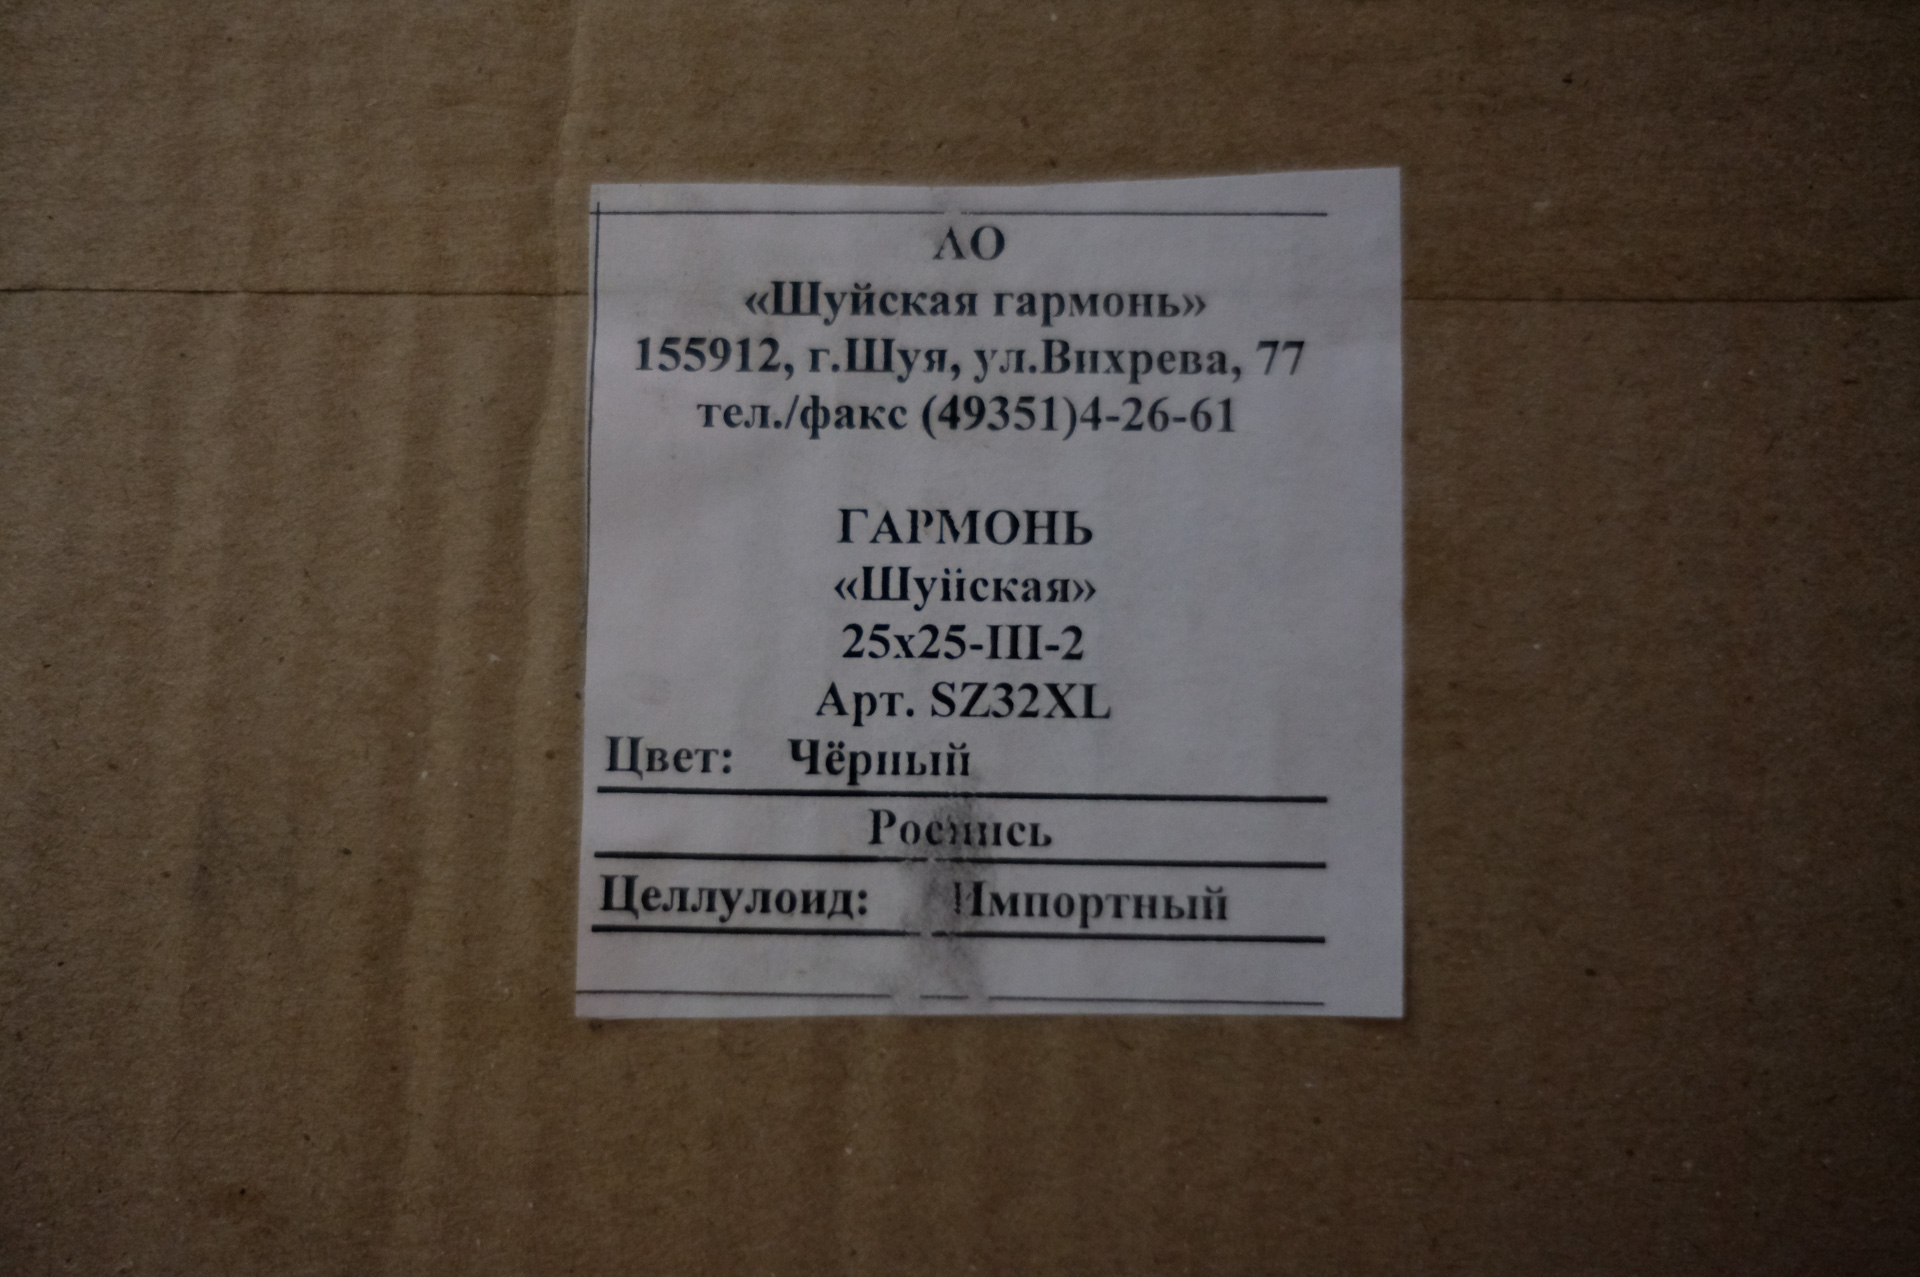 АО
«Шуйская гармонь»
155912, г.Шуя, ул.Вихрева, 77
тел./факс (49351)4-26-61
ГАРМОНЬ
«Шуйская»
25х25-III-2
Арт. SZ32XL
Цвет: Чёрный
Роспись
Целлулоид: Импортный